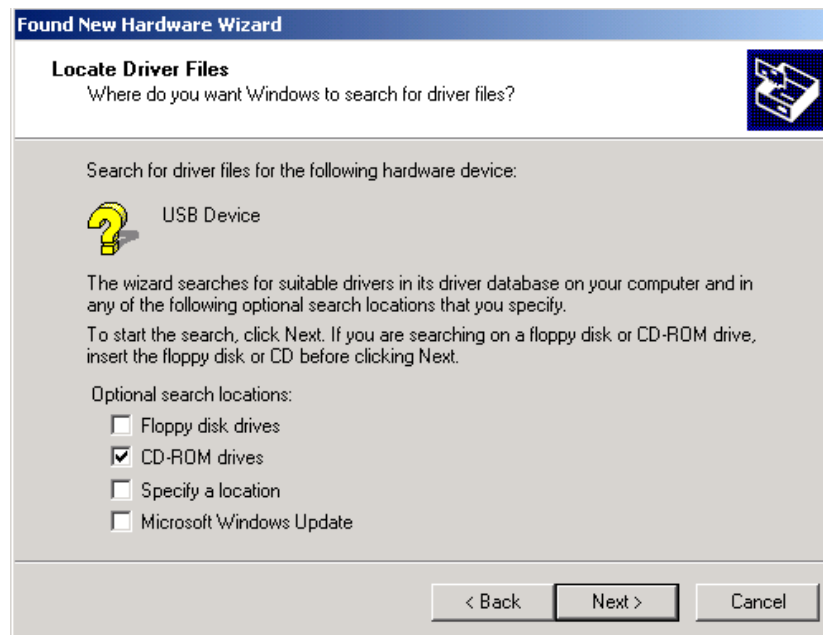 Found New Hardware Wizard
Locate Driver Files
Where do you want Windows to search for driver files?
Search for driver files for the following hardware device:
USB Device
The wizard searches for suitable drivers in its driver database on your computer and in
any of the following optional search locations that you specify.
To start the search, click Next. If you are searching on a floppy disk or CD-ROM drive,
insert the floppy disk or CD before clicking Next.
Optional search locations:
Floppy disk drives
CD-ROM drives
Specify a location
Microsoft Windows Update
< Back Next > Cancel